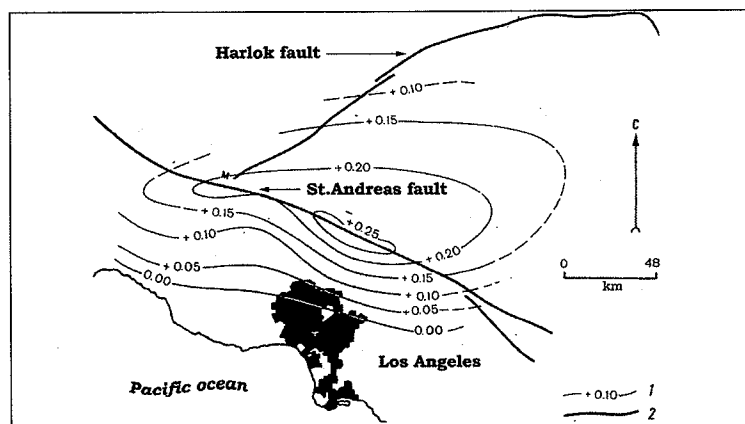 Harlok fault
+0.10
+0.15
C
+0.20
M
St.Andreas fault
+0.15
+0.25
+0.10
+0.20
0 48
km
+0.05
+0.15
0.00
+0.10
+0.05
0.00
Los Angeles
Pacific ocean
+0.10 1
2